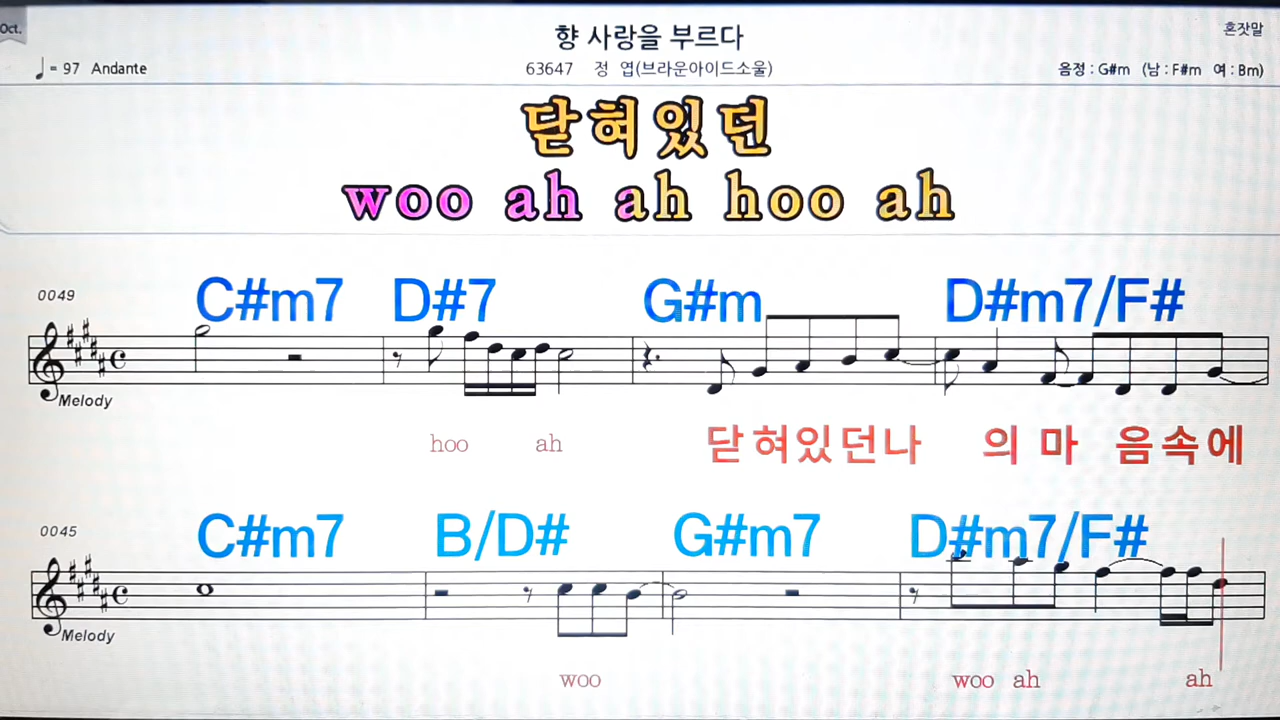 Oct.
향 사랑을 부르다
혼잣말
♩ = 97 Andante
63647 정 엽(브라운아이드소울)
음정 : G#m (남 : F#m 여 : Bm)
닫혀있던
woo ah ah hoo ah
0049
C#m7 D#7 G#m D#m7/F#
Melody
hoo ah 닫혀있던나 의 마 음속에
0045
C#m7 B/D# G#m7 D#m7/F#
Melody
woo woo ah ah